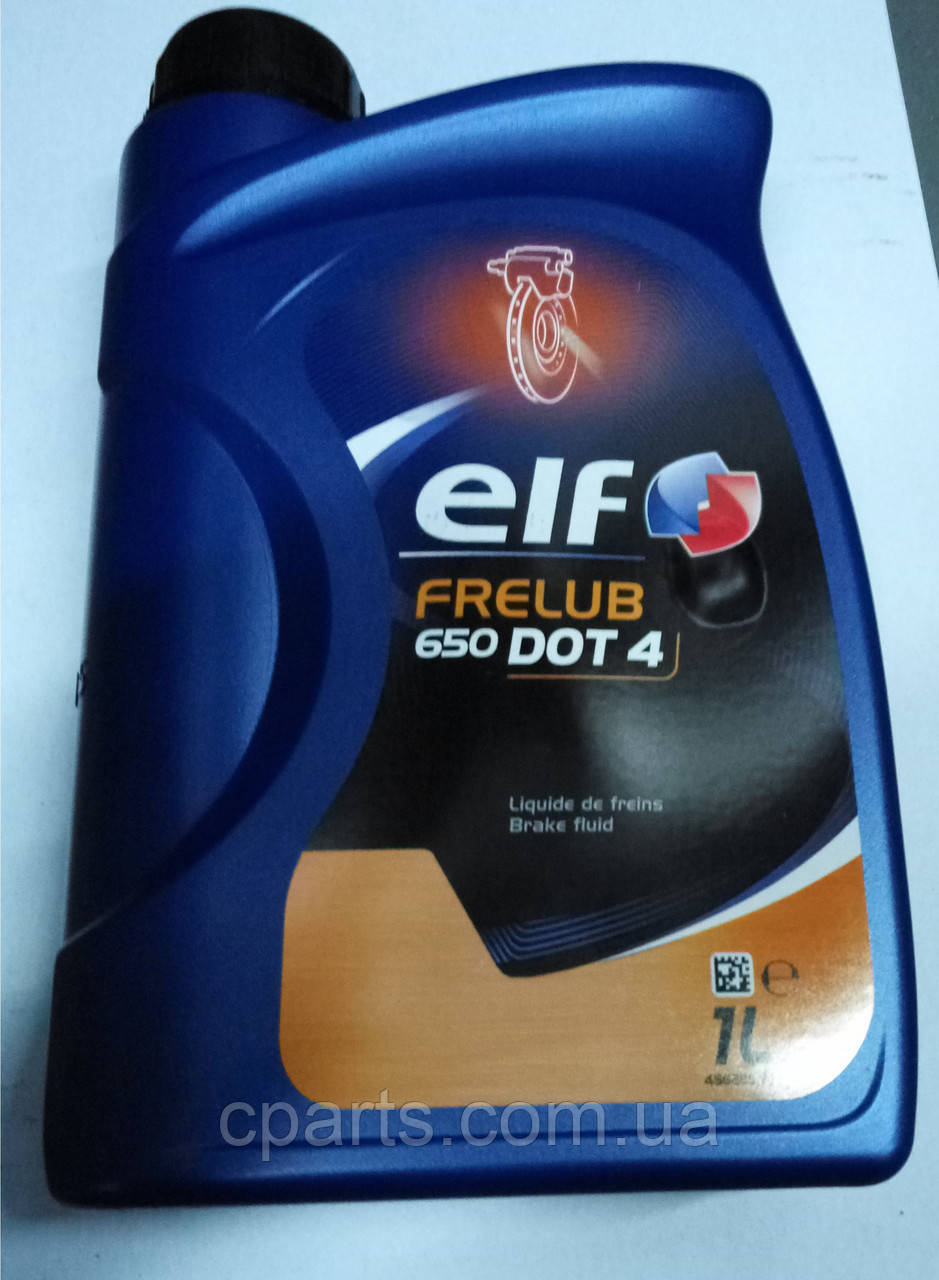 elf
FRELUB
650 DOT 4
Liquide de freins
Brake fluid
℮
1L
cparts.com.ua